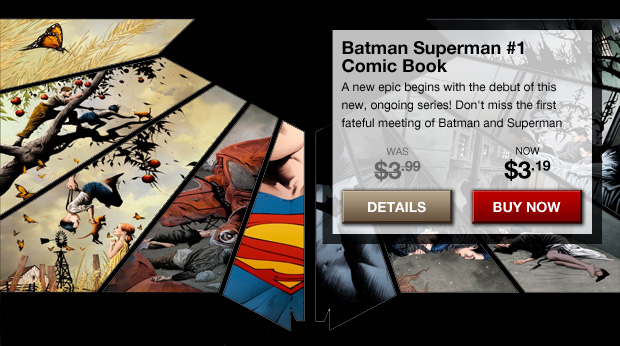 Batman Superman #1
Comic Book
A new epic begins with the debut of this
new, ongoing series! Don't miss the first
fateful meeting of Batman and Superman
WAS
$3.99
NOW
$3.19
DETAILS
BUY NOW